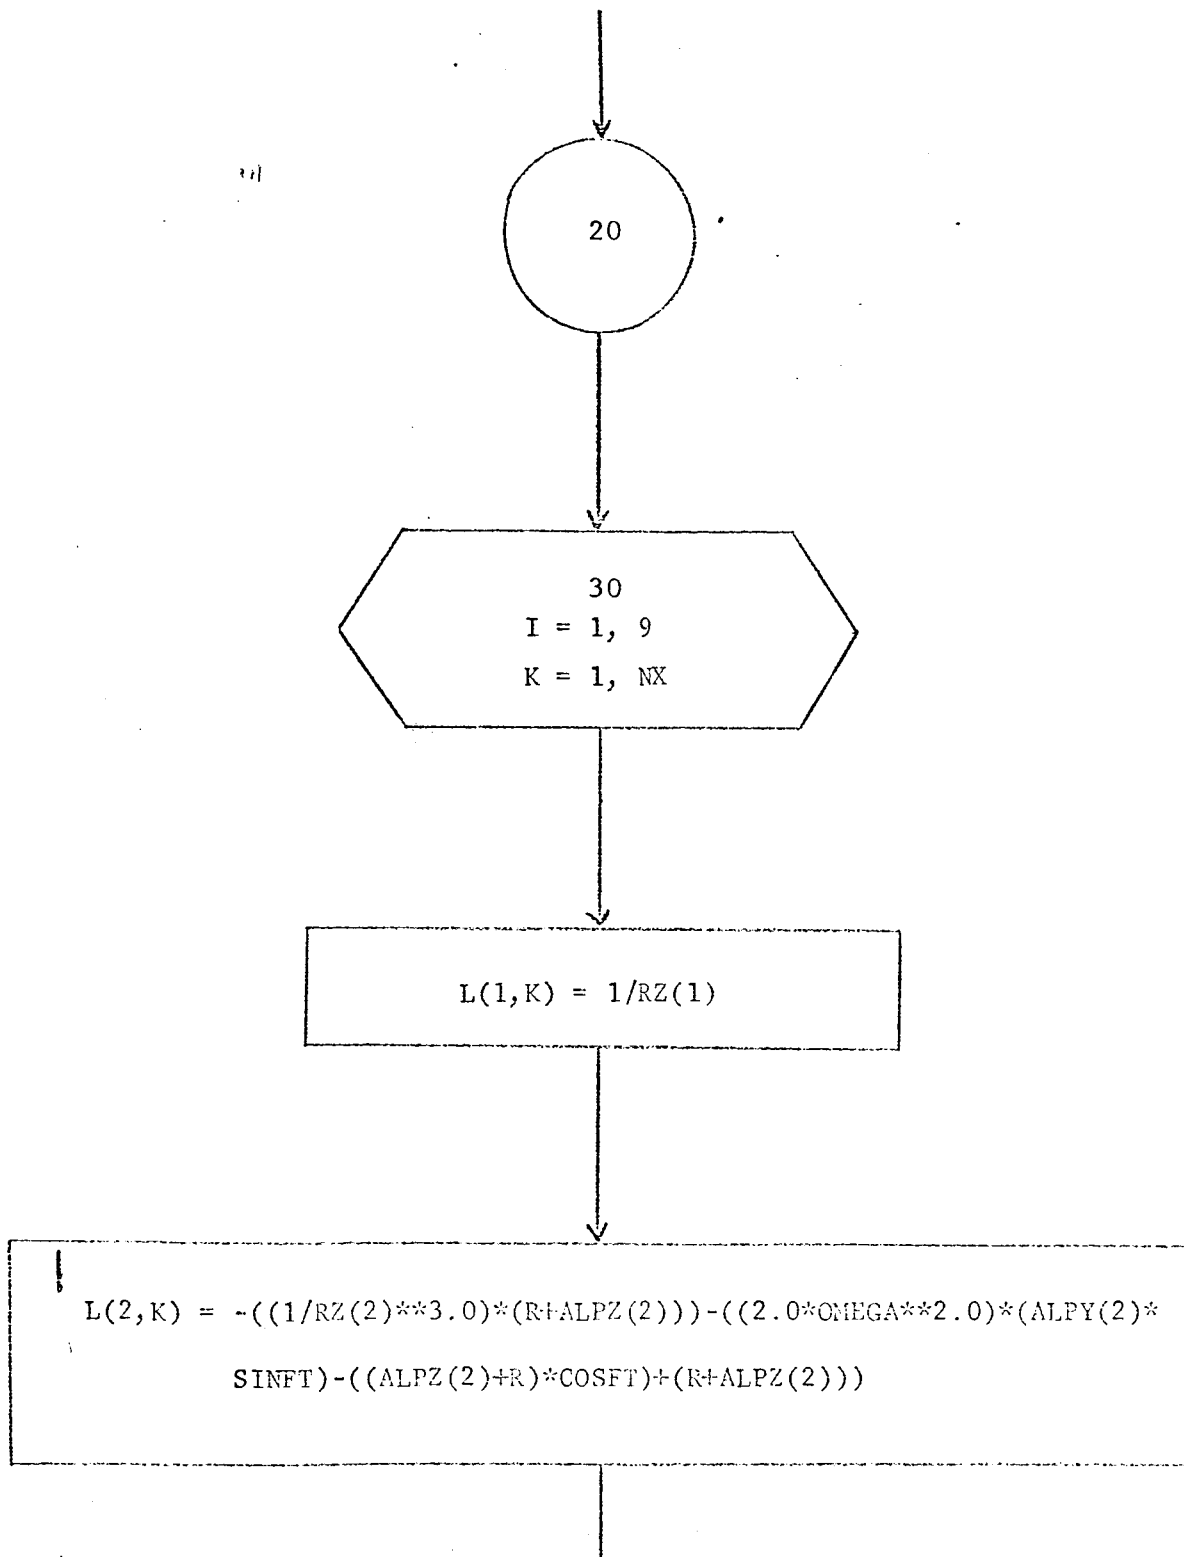 20
30
I = 1, 9
K = 1, NX
L(1,K) = 1/RZ(1)
L(2,K) = -((1/RZ(2)**3.0)*(R+ALPZ(2)))-((2.0*OMEGA**2.0)*(ALPY(2)*
SINFT)-((ALPZ(2)+R)*COSFT)+(R+ALPZ(2)))